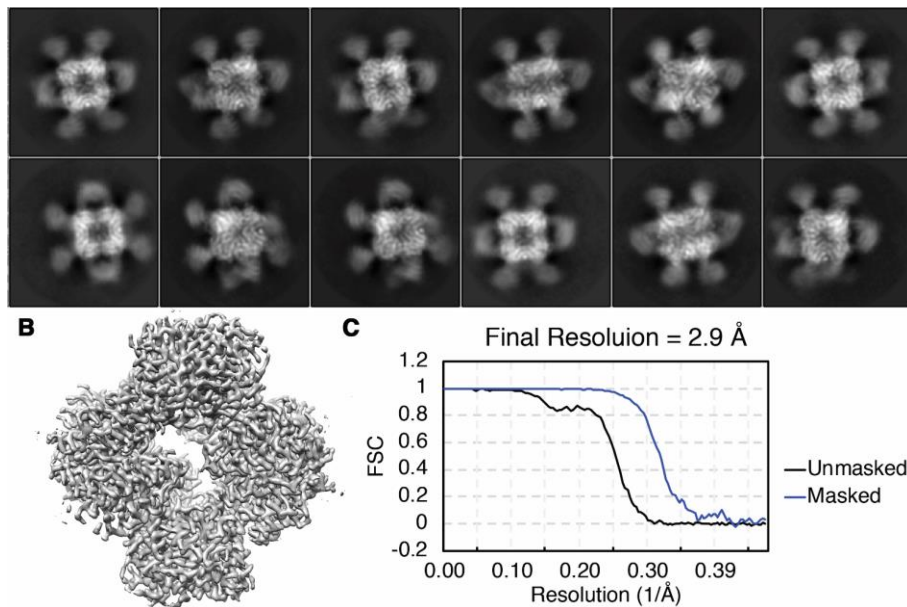 B
C
Final Resoluion = 2.9 Å
1.2
1
0.8
0.6
0.4
0.2
0
-0.2
FSC
0.00 0.10 0.20 0.30 0.39
Resolution (1/Å)
Unmasked
Masked